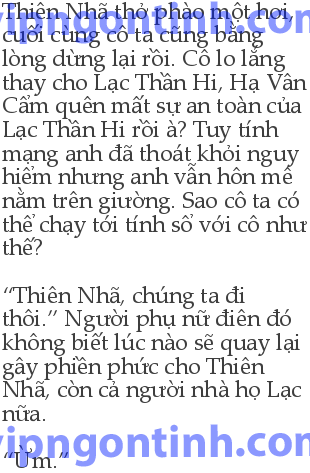 Thiên Nhã thở phào một hơi,
cuối cùng cô ta cũng bằng
lòng dừng lại rồi. Cô lo lắng
thay cho Lạc Thần Hi, Hạ Vân
Cẩm quên mất sự an toàn của
Lạc Thần Hi rồi à? Tuy tính
mạng anh đã thoát khỏi nguy
hiểm nhưng anh vẫn hôn mê
nằm trên giường. Sao cô ta có
thể chạy tới tính sổ với cô như
thế?
“Thiên Nhã, chúng ta đi
thôi.” Người phụ nữ điên đó
không biết lúc nào sẽ quay lại
gây phiền phức cho Thiên
Nhã, còn cả người nhà họ Lạc
nữa.
vipngontinh.com
“Ừm.”